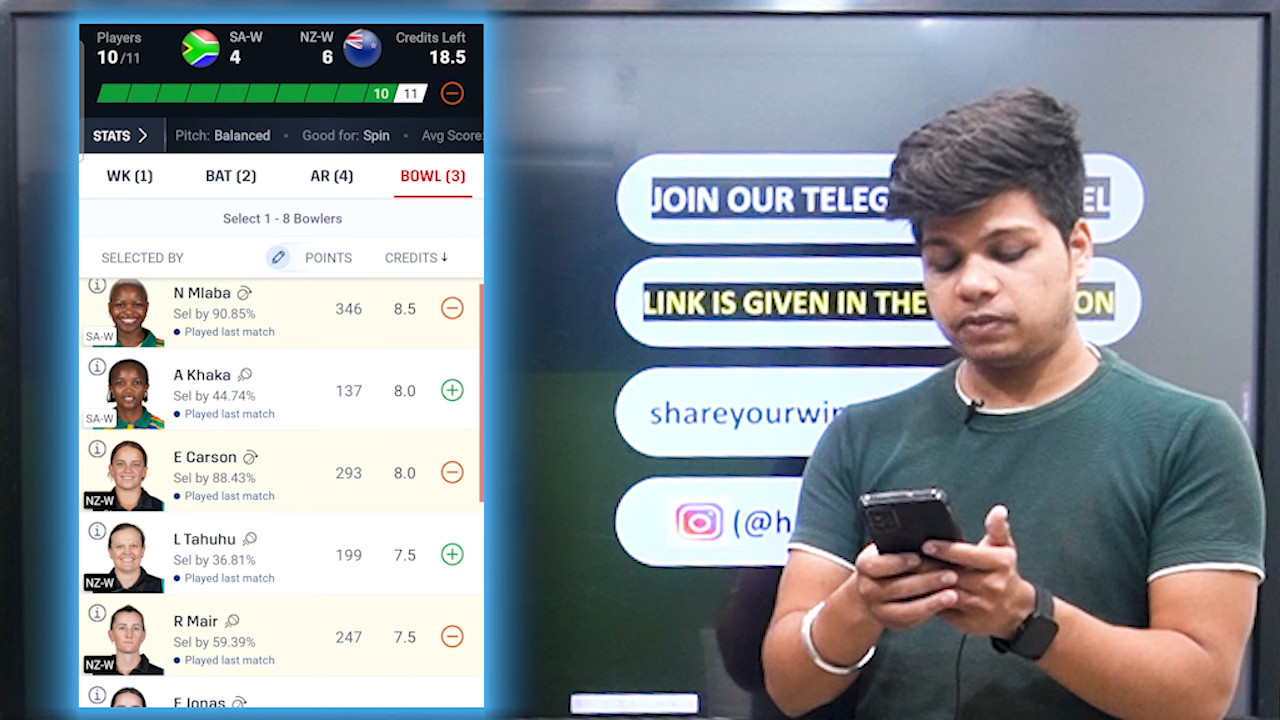 Players
10/11
SA-W
4
NZ-W
6
Credits Left
18.5
10 11
STATS Pitch: Balanced • Good for: Spin • Avg Score:
WK (1) BAT (2) AR (4) BOWL (3)
Select 1 - 8 Bowlers
SELECTED BY POINTS CREDITS↓
N Mlaba
Sel by 90.85%
Played last match
SA-W
346 8.5
A Khaka
Sel by 44.74%
Played last match
SA-W
137 8.0
E Carson
Sel by 88.43%
Played last match
NZ-W
293 8.0
L Tahuhu
Sel by 36.81%
Played last match
NZ-W
199 7.5
R Mair
Sel by 59.39%
Played last match
NZ-W
247 7.5
JOIN OUR
LINK IS GIVEN IN THE
(@h